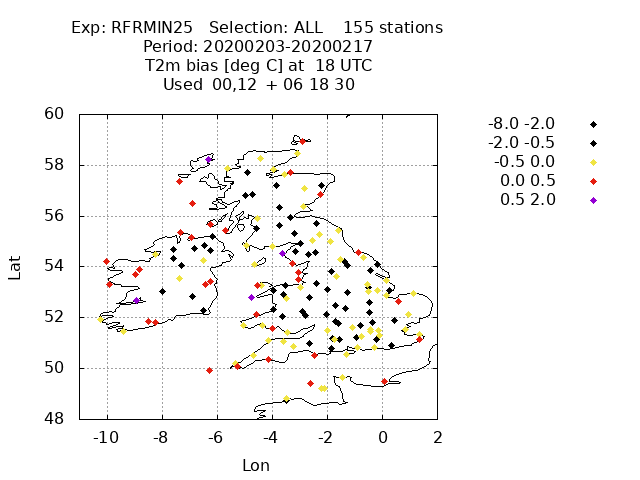 Exp: RFRMIN25 Selection: ALL 155 stations
Period: 20200203-20200217
T2m bias [deg C] at 18 UTC
Used 00,12 + 06 18 30
-8.0 -2.0
-2.0 -0.5
-0.5 0.0
0.0 0.5
0.5 2.0
60
58
56
54
52
50
48
Lat
-10 -8 -6 -4 -2 0 2
Lon